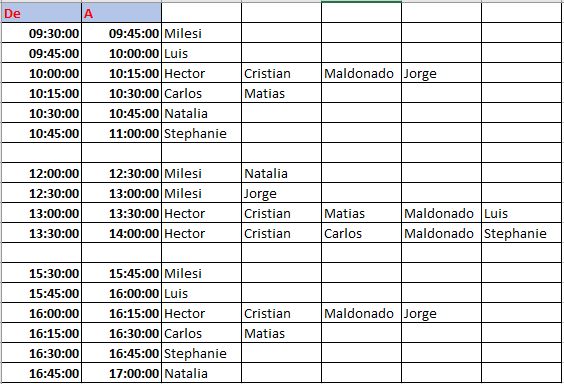 De A
09:30:00 09:45:00 Milesi
09:45:00 10:00:00 Luis
10:00:00 10:15:00 Hector Cristian Maldonado Jorge
10:15:00 10:30:00 Carlos Matias
10:30:00 10:45:00 Natalia
10:45:00 11:00:00 Stephanie
12:00:00 12:30:00 Milesi Natalia
12:30:00 13:00:00 Milesi Jorge
13:00:00 13:30:00 Hector Cristian Matias Maldonado Luis
13:30:00 14:00:00 Hector Cristian Carlos Maldonado Stephanie
15:30:00 15:45:00 Milesi
15:45:00 16:00:00 Luis
16:00:00 16:15:00 Hector Cristian Maldonado Jorge
16:15:00 16:30:00 Carlos Matias
16:30:00 16:45:00 Stephanie
16:45:00 17:00:00 Natalia